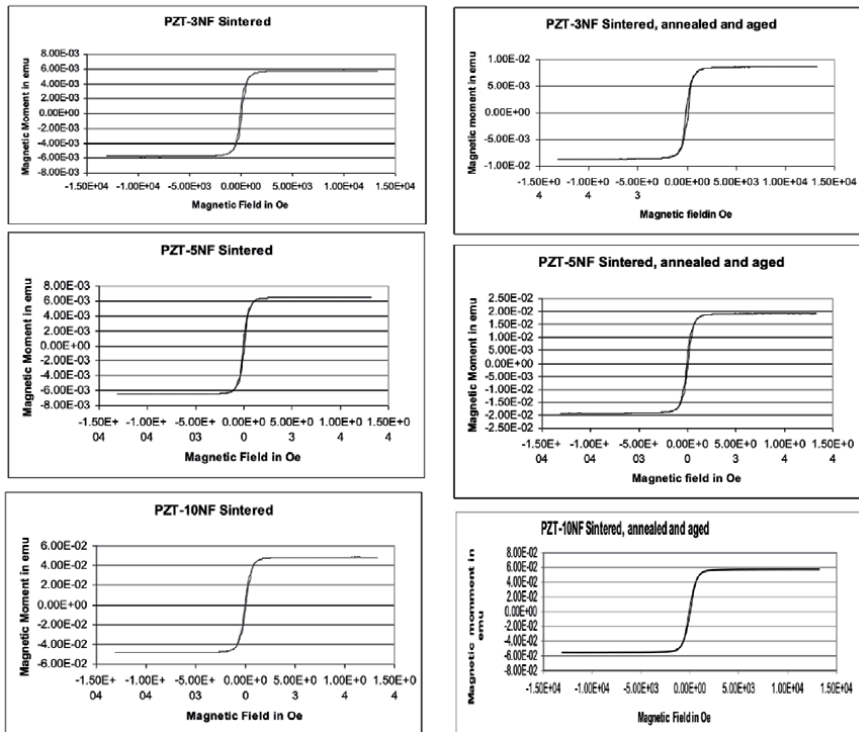 PZT-3NF Sintered
Magnetic Moment in emu
8.00E-03
6.00E-03
4.00E-03
2.00E-03
0.00E+00
-2.00E-03
-4.00E-03
-6.00E-03
-8.00E-03
-1.50E+04 -1.00E+04 -5.00E+03 0.00E+00 5.00E+03 1.00E+04 1.50E+04
Magnetic Field in Oe
PZT-3NF Sintered, annealed and aged
Magnetic moment in emu
1.00E-02
5.00E-03
0.00E+00
-5.00E-03
-1.00E-02
-1.50E+0 -1.00E+0 -5.00E+0 0.00E+00 5.00E+03 1.00E+04 1.50E+04
4 4 3
Magnetic fieldin Oe
PZT-5NF Sintered
Magnetic Moment in emu
8.00E-03
6.00E-03
4.00E-03
2.00E-03
0.00E+00
-2.00E-03
-4.00E-03
-6.00E-03
-8.00E-03
-1.50E+ -1.00E+ -5.00E+ 0.00E+0 5.00E+0 1.00E+0 1.50E+0
04 04 03 0 3 4 4
Magnetic Field in Oe
PZT-5NF Sintered, annealed and aged
Magnetic Moment in emu
2.50E-02
2.00E-02
1.50E-02
1.00E-02
5.00E-03
0.00E+00
-5.00E-03
-1.00E-02
-1.50E-02
-2.00E-02
-2.50E-02
-1.50E+ -1.00E+ -5.00E+ 0.00E+0 5.00E+0 1.00E+0 1.50E+0
04 04 03 0 3 4 4
Magnetic field in Oe
PZT-10NF Sintered
Magnetic Moment in emu
6.00E-02
4.00E-02
2.00E-02
0.00E+00
-2.00E-02
-4.00E-02
-6.00E-02
-1.50E+ -1.00E+ -5.00E+ 0.00E+0 5.00E+0 1.00E+0 1.50E+0
04 04 03 0 3 4 4
Magnetic Field in Oe
PZT-10NF Sintered, annealed and aged
Magnetic momment in
emu
8.00E-02
6.00E-02
4.00E-02
2.00E-02
0.00E+00
-2.00E-02
-4.00E-02
-6.00E-02
-8.00E-02
-1.50E+04 -1.00E+04 -5.00E+03 0.00E+00 5.00E+03 1.00E+04 1.50E+04
Magnetic Field in Oe